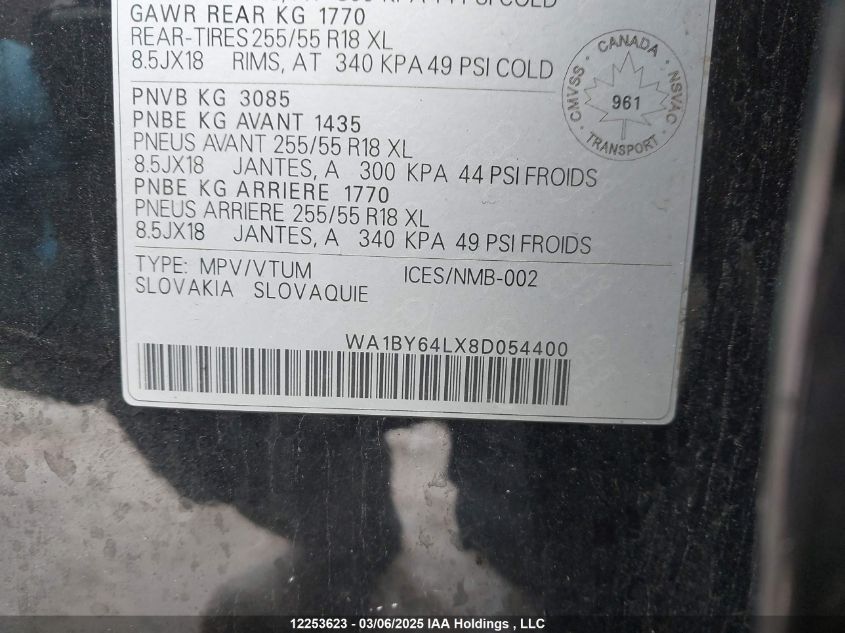 KPA 44 PSI COLD
GAWR REAR KG 1770
REAR-TIRES 255/55 R18 XL
8.5JX18 RIMS, AT 340 KPA 49 PSI COLD
PNVB KG 3085
PNBE KG AVANT 1435
PNEUS AVANT 255/55 R18 XL
8.5JX18 JANTES, A 300 KPA 44 PSI FROIDS
PNBE KG ARRIERE 1770
PNEUS ARRIERE 255/55 R18 XL
8.5JX18 JANTES, A 340 KPA 49 PSI FROIDS
CANADA
CMVSS
NSVAC
961
TRANSPORT
TYPE: MPV/VTUM ICES/NMB-002
SLOVAKIA SLOVAQUIE
WA1BY64LX8D054400
12253623 - 03/06/2025 IAA Holdings , LLC